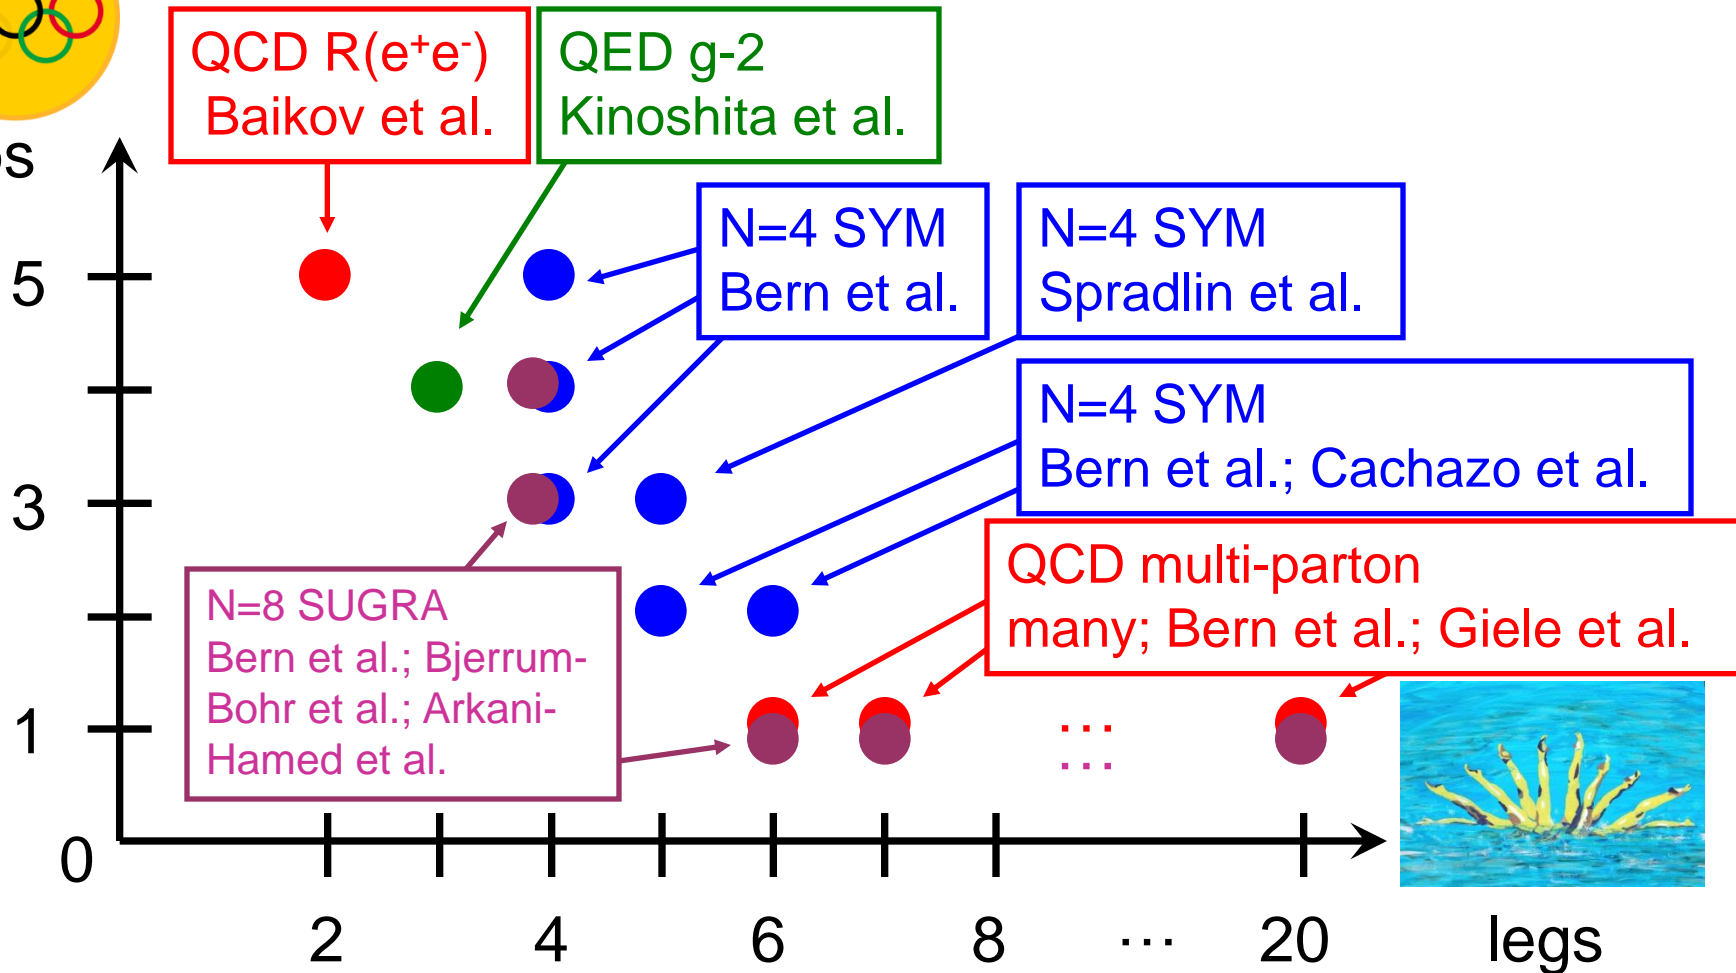 QCD R(e⁺e⁻)
Baikov et al.
QED g-2
Kinoshita et al.
N=4 SYM
Bern et al.
N=4 SYM
Spradlin et al.
5
N=4 SYM
Bern et al.; Cachazo et al.
3
QCD multi-parton
many; Bern et al.; Giele et al.
N=8 SUGRA
Bern et al.; Bjerrum-
Bohr et al.; Arkani-
Hamed et al.
1
...
...
0
2 4 6 8 ... 20 legs